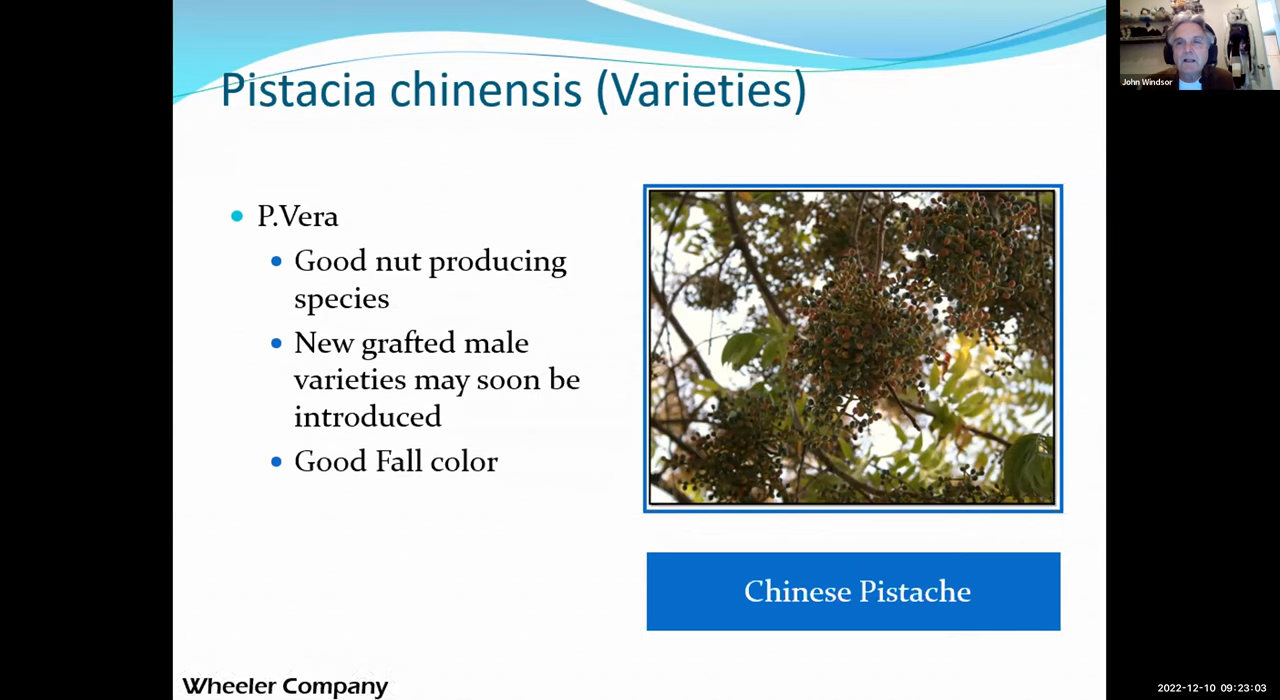 Pistacia chinensis (Varieties)
P.Vera
Good nut producing
species
New grafted male
varieties may soon be
introduced
Good Fall color
Chinese Pistache
Wheeler Company
John Windsor
2022-12-10 09:23:03